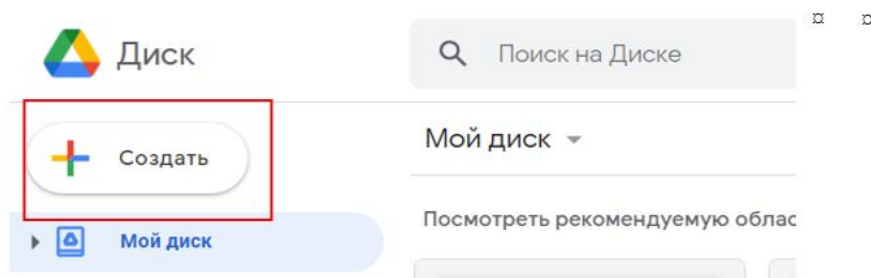 Диск
Поиск на Диске
Создать
Мой диск
Мой диск
Посмотреть рекомендуемую облас